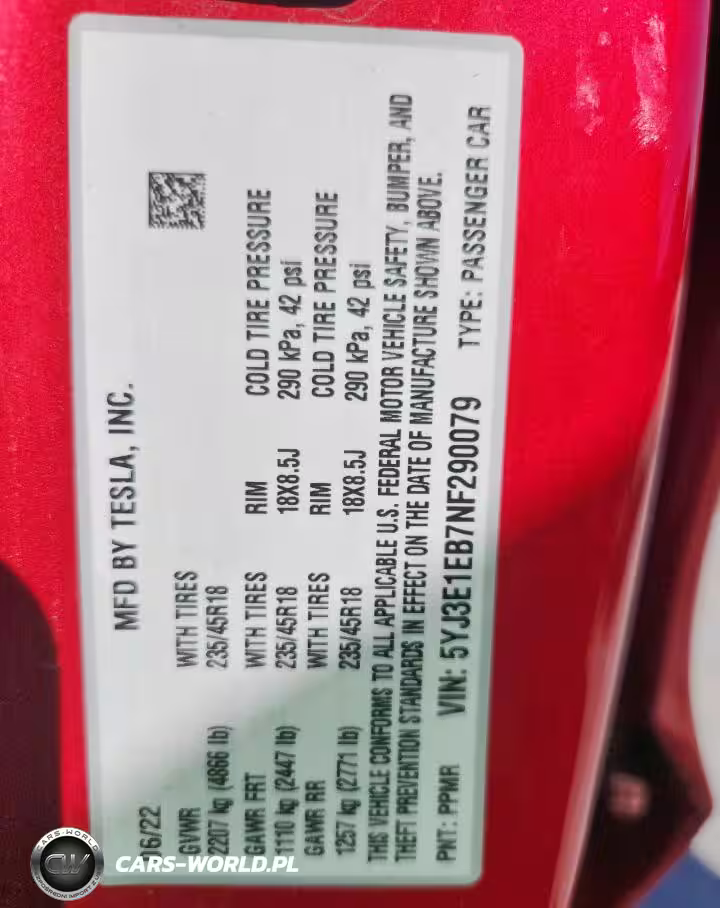 MFD BY TESLA, INC.
6/22
GVWR WITH TIRES
2207 kg (4866 lb) 235/45R18
GAWR FRT WITH TIRES RIM COLD TIRE PRESSURE
1110 kg (2447 lb) 235/45R18 18X8.5J 290 kPa, 42 psi
GAWR RR WITH TIRES RIM COLD TIRE PRESSURE
1257 kg (2771 lb) 235/45R18 18X8.5J 290 kPa, 42 psi
THIS VEHICLE CONFORMS TO ALL APPLICABLE U.S. FEDERAL MOTOR VEHICLE SAFETY, BUMPER, AND
THEFT PREVENTION STANDARDS IN EFFECT ON THE DATE OF MANUFACTURE SHOWN ABOVE.
PNT: PPMR VIN: 5YJ3E1EB7NF290079 TYPE: PASSENGER CAR
CARS-WORLD
CW
CARS-WORLD.PL